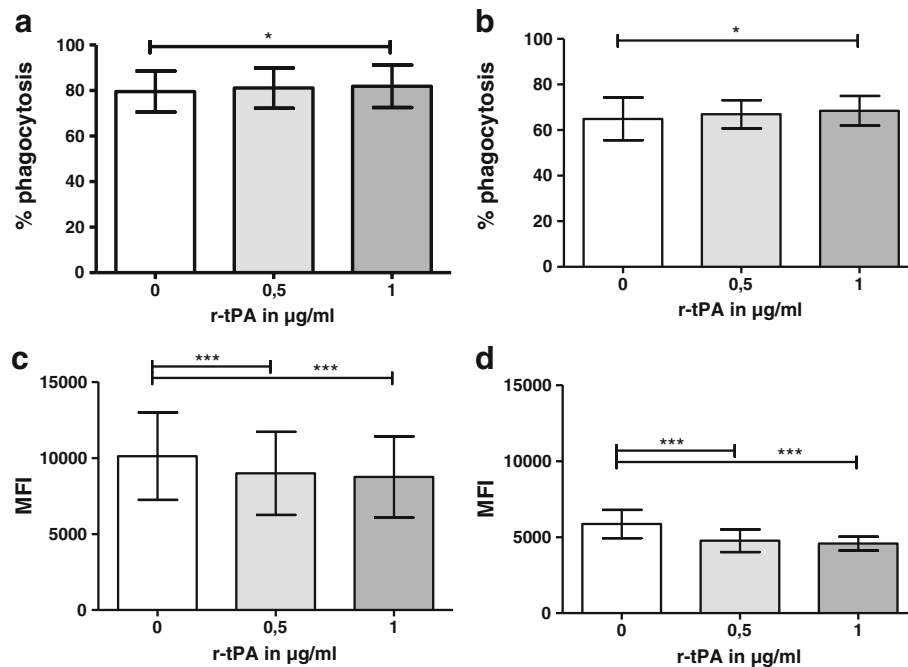 a
*
100
80
60
40
20
0
% phagocytosis
0 0,5 1
r-tPA in µg/ml
b
*
100
80
60
40
20
0
% phagocytosis
0 0,5 1
r-tPA in µg/ml
c
***
***
15000
10000
5000
0
MFI
0 0,5 1
r-tPA in µg/ml
d
15000
***
***
10000
5000
0
MFI
0 0,5 1
r-tPA in µg/ml